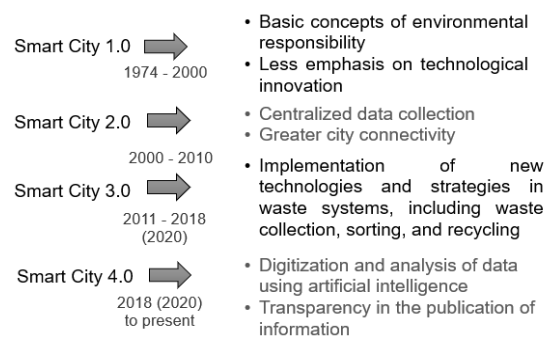 Smart City 1.0
1974 - 2000
• Basic concepts of environmental
responsibility
• Less emphasis on technological
innovation
Smart City 2.0
2000 - 2010
• Centralized data collection
• Greater city connectivity
Smart City 3.0
2011 - 2018
(2020)
• Implementation of new
technologies and strategies in
waste systems, including waste
collection, sorting, and recycling
Smart City 4.0
2018 (2020)
to present
• Digitization and analysis of data
using artificial intelligence
• Transparency in the publication of
information